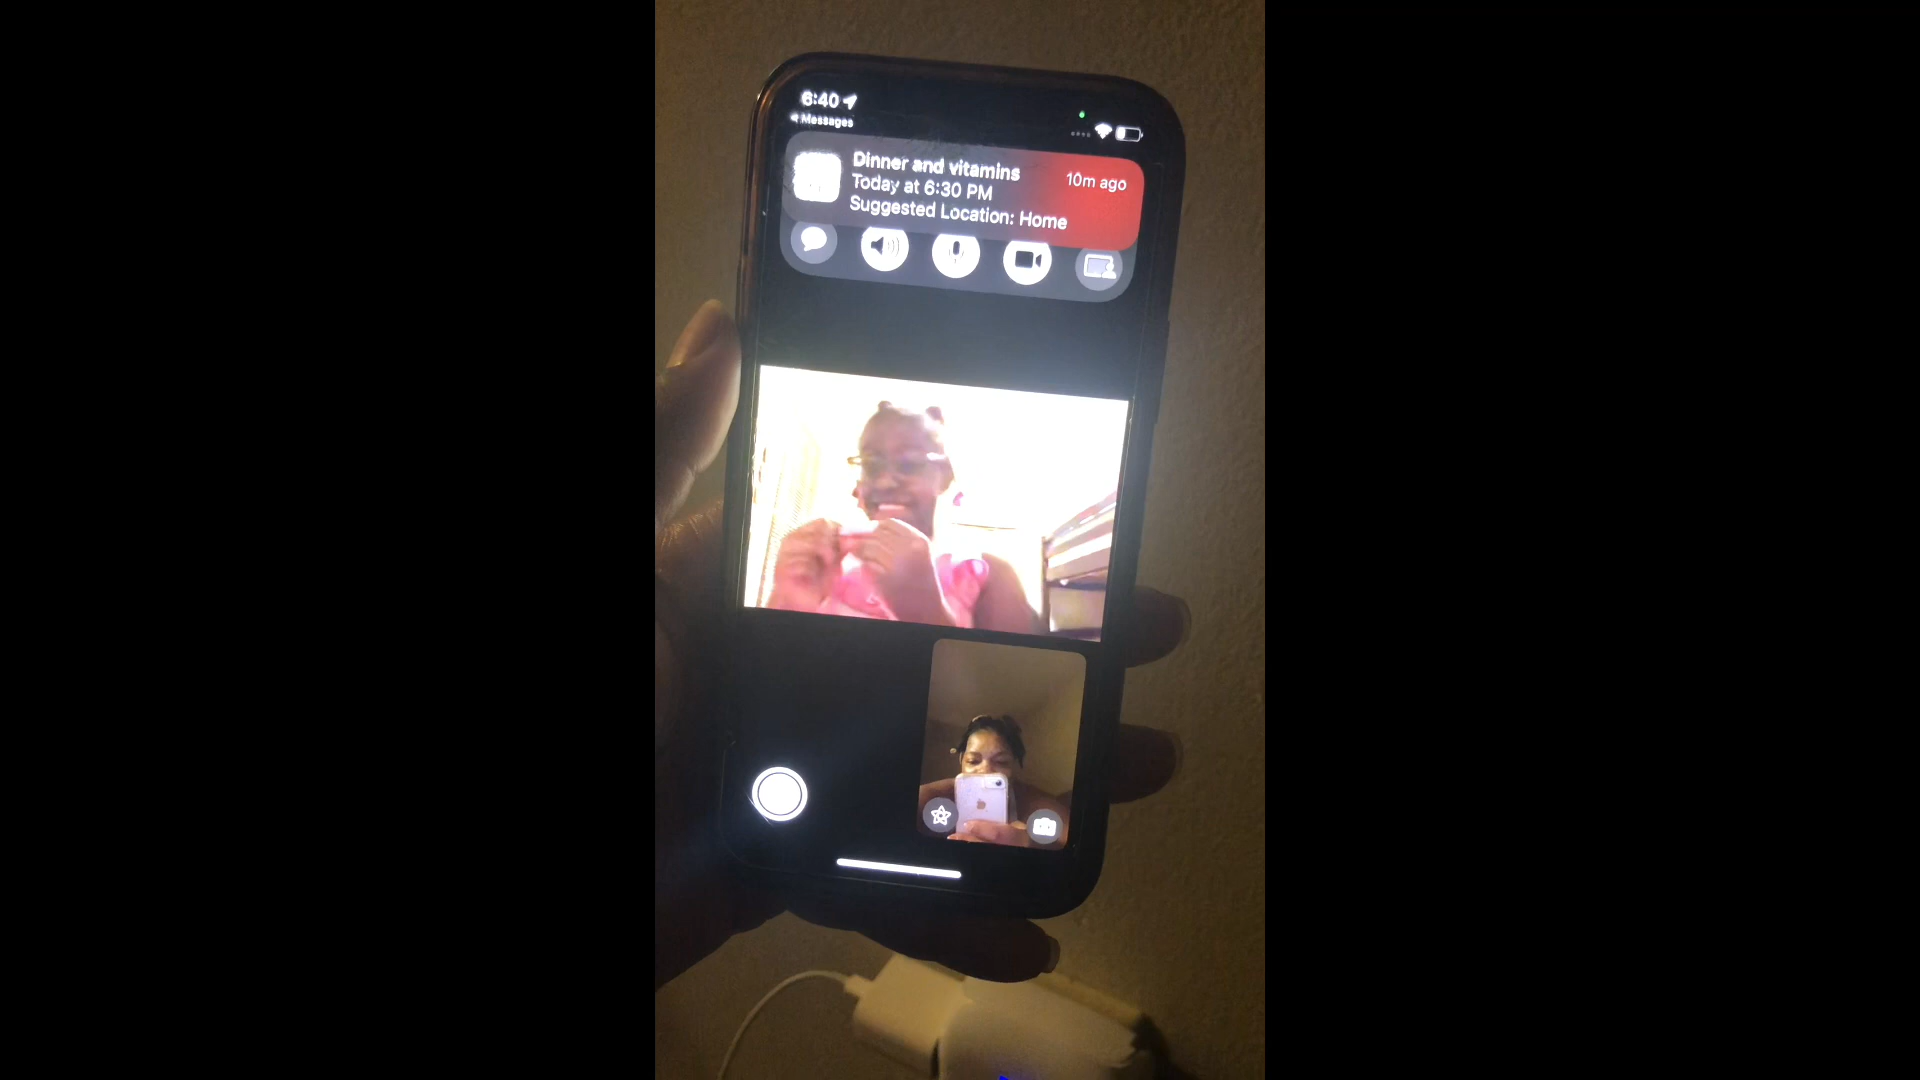 6:40
Messages
Dinner and vitamins
10m ago
Today at 6:30 PM
Suggested Location: Home